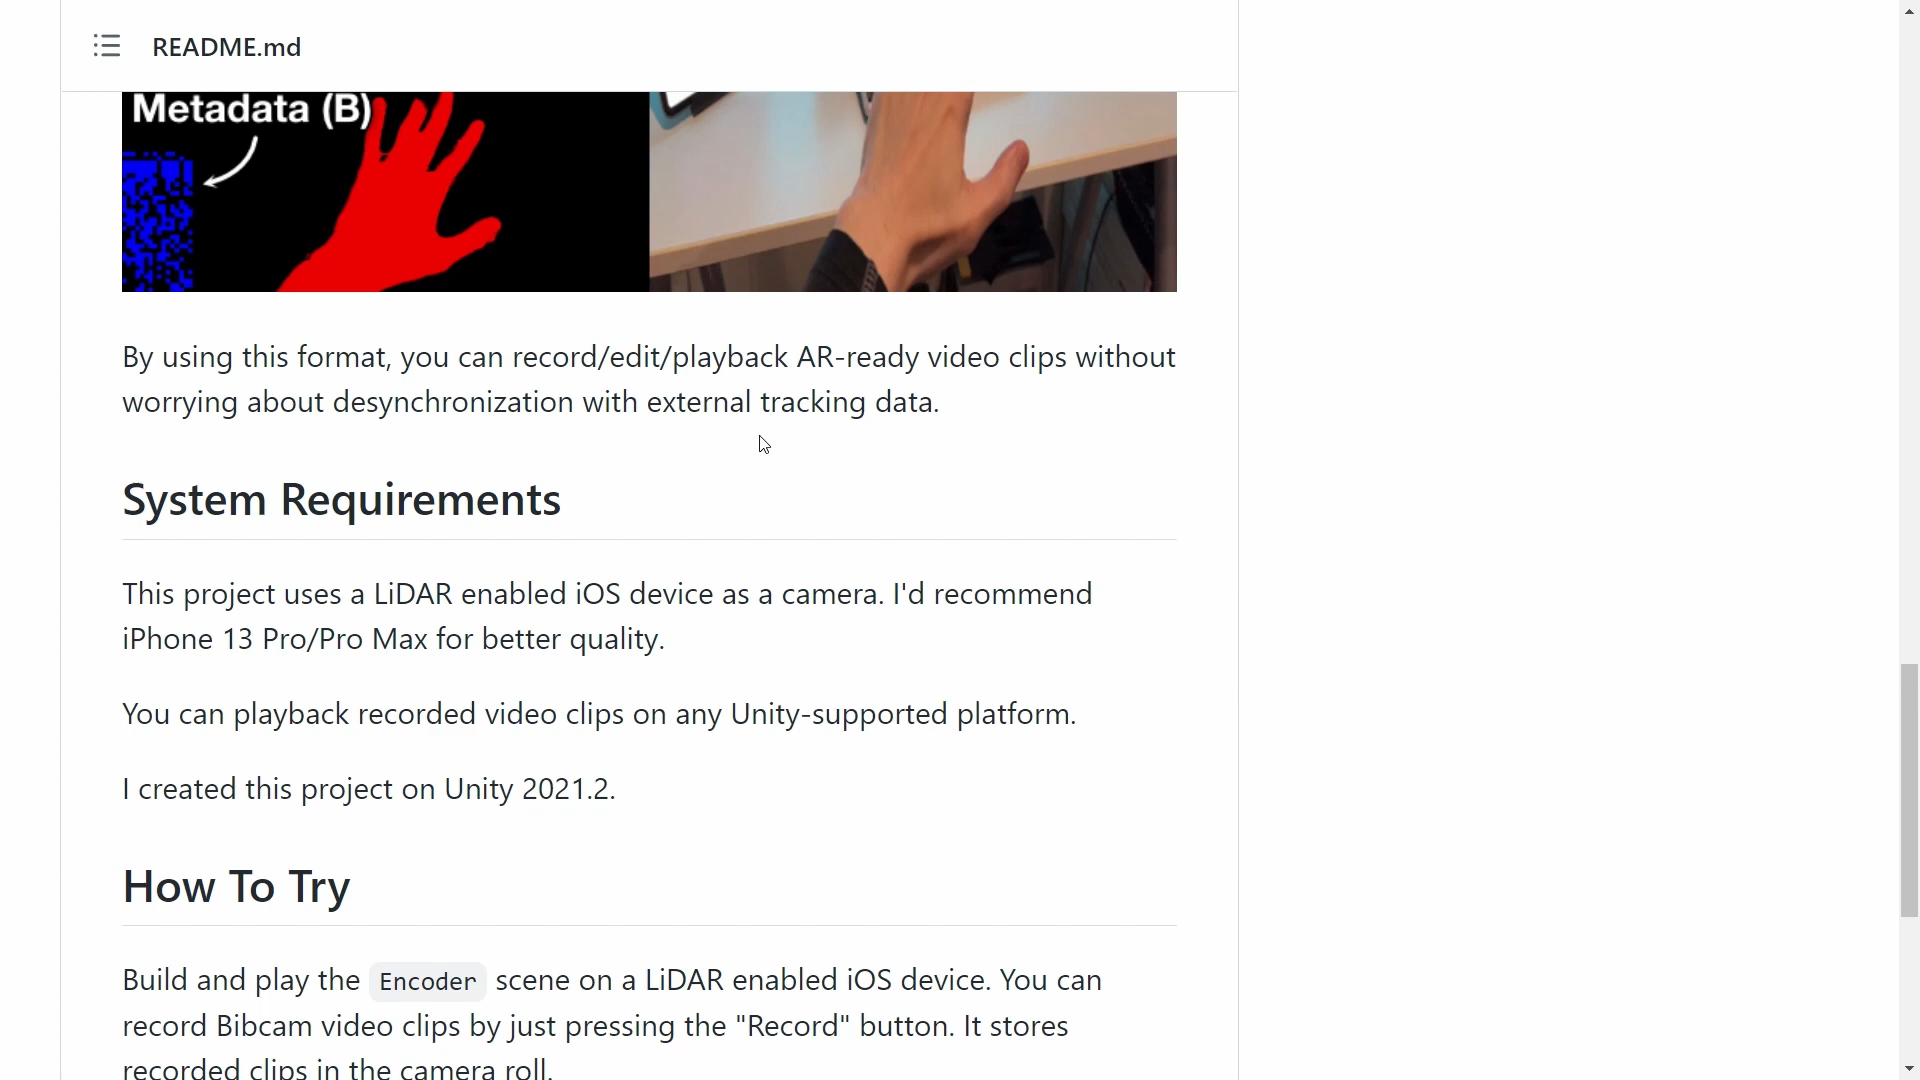 README.md
Metadata (B)
By using this format, you can record/edit/playback AR-ready video clips without
worrying about desynchronization with external tracking data.
System Requirements
This project uses a LiDAR enabled iOS device as a camera. I'd recommend
iPhone 13 Pro/Pro Max for better quality.
You can playback recorded video clips on any Unity-supported platform.
I created this project on Unity 2021.2.
How To Try
Build and play the Encoder scene on a LiDAR enabled iOS device. You can
record Bibcam video clips by just pressing the "Record" button. It stores
recorded clips in the camera roll.